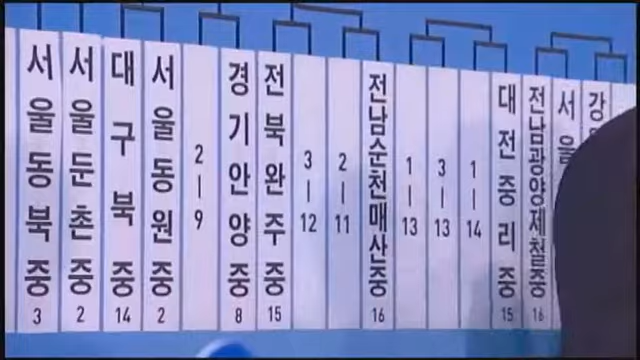 서울동북중 3
서울둔촌중 2
대구북중 14
서울동원중 2
2-9
경기안양중 8
전북완주중 15
3-12
2-11
전남순천매산중 16
1-13
3-13
1-14
대전중리중 15
전남광양제철중 16
서울
강